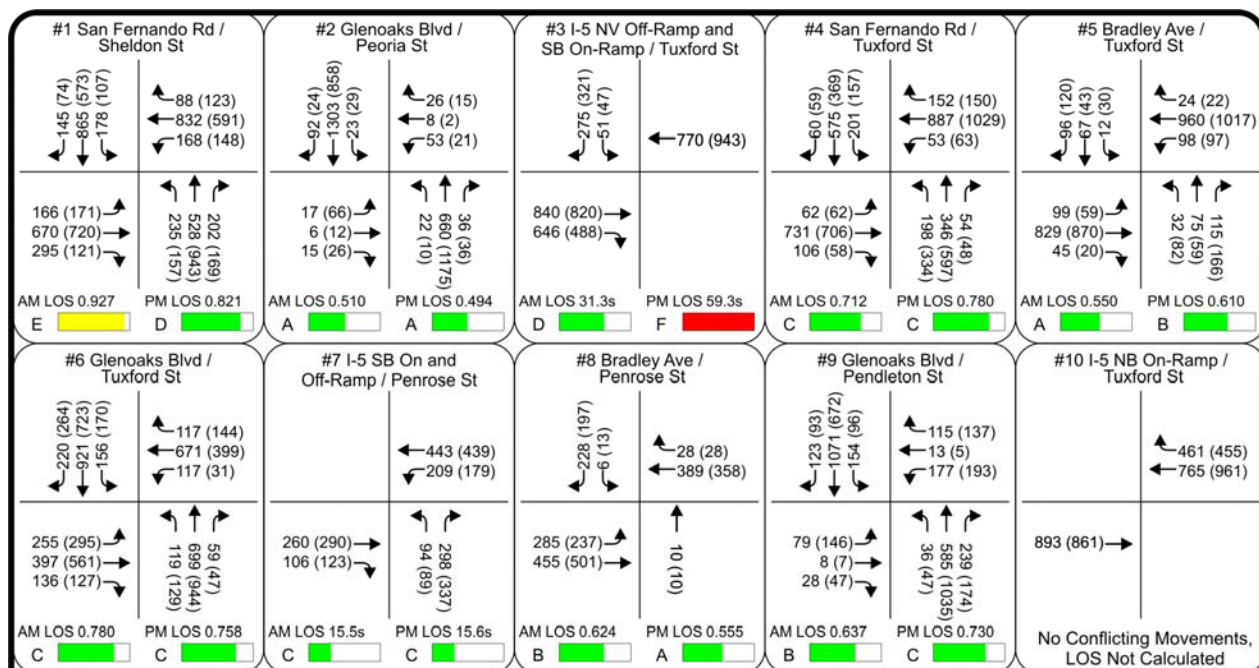 #1 San Fernando Rd /
Sheldon St
145 (74)
865 (573)
178 (107)
88 (123)
832 (591)
168 (148)
166 (171)
670 (720)
295 (121)
235 (157)
528 (943)
202 (169)
AM LOS 0.927
PM LOS 0.821
E
D
#2 Glenoaks Blvd /
Peoria St
92 (24)
1303 (858)
23 (29)
26 (15)
8 (2)
53 (21)
17 (66)
6 (12)
15 (26)
22 (10)
660 (1175)
36 (36)
AM LOS 0.510
PM LOS 0.494
A
A
#3 I-5 NV Off-Ramp and
SB On-Ramp / Tuxford St
275 (321)
51 (47)
770 (943)
840 (820)
646 (488)
AM LOS 31.3s
PM LOS 59.3s
D
F
#4 San Fernando Rd /
Tuxford St
60 (59)
575 (369)
201 (157)
152 (150)
887 (1029)
53 (63)
62 (62)
731 (706)
106 (58)
198 (334)
346 (597)
54 (48)
AM LOS 0.712
PM LOS 0.780
C
C
#5 Bradley Ave /
Tuxford St
96 (120)
67 (43)
12 (30)
24 (22)
960 (1017)
98 (97)
99 (59)
829 (870)
45 (20)
32 (82)
75 (59)
115 (166)
AM LOS 0.550
PM LOS 0.610
A
B
#6 Glenoaks Blvd /
Tuxford St
220 (264)
921 (723)
156 (170)
117 (144)
671 (399)
117 (31)
255 (295)
397 (561)
136 (127)
119 (129)
699 (944)
59 (47)
AM LOS 0.780
PM LOS 0.758
C
C
#7 I-5 SB On and
Off-Ramp / Penrose St
443 (439)
209 (179)
260 (290)
106 (123)
94 (89)
298 (337)
AM LOS 15.5s
PM LOS 15.6s
C
C
#8 Bradley Ave /
Penrose St
228 (197)
6 (13)
28 (28)
389 (358)
285 (237)
455 (501)
10 (10)
AM LOS 0.624
PM LOS 0.555
B
A
#9 Glenoaks Blvd /
Pendleton St
123 (93)
1071 (672)
154 (96)
115 (137)
13 (5)
177 (193)
79 (146)
8 (7)
28 (47)
36 (47)
585 (1035)
239 (174)
AM LOS 0.637
PM LOS 0.730
B
C
#10 I-5 NB On-Ramp /
Tuxford St
461 (455)
765 (961)
893 (861)
No Conflicting Movements,
LOS Not Calculated